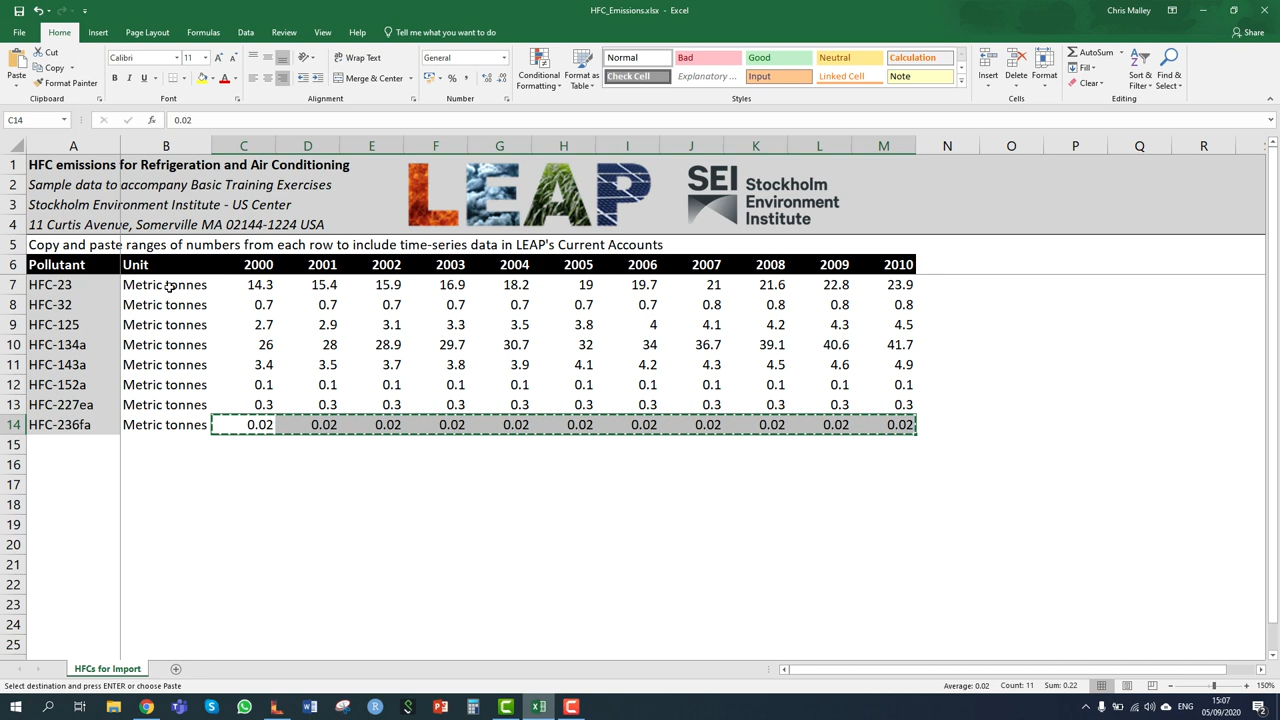 HFC_Emissions.xlsx - Excel
Chris Malley
File Home Insert Page Layout Formulas Data Review View Help Tell me what you want to do
Share
Paste
Cut
Copy
Format Painter
Clipboard
Calibri 11
B I U
Font
Wrap Text
Merge & Center
Alignment
General
%
Number
Conditional Formatting
Format as Table
Normal Bad Good Neutral Calculation
Check Cell Explanatory ... Input Linked Cell Note
Styles
Insert Delete Format
Cells
AutoSum
Fill
Clear
Sort & Filter
Find & Select
Editing
C14 fx 0.02
A B C D E F G H I J K L M N O P Q R
1 HFC emissions for Refrigeration and Air Conditioning
2 Sample data to accompany Basic Training Exercises
3 Stockholm Environment Institute - US Center
4 11 Curtis Avenue, Somerville MA 02144-1224 USA
LEAP
SEI Stockholm
Environment
Institute
5 Copy and paste ranges of numbers from each row to include time-series data in LEAP's Current Accounts
6 Pollutant Unit 2000 2001 2002 2003 2004 2005 2006 2007 2008 2009 2010
7 HFC-23 Metric tonnes 14.3 15.4 15.9 16.9 18.2 19 19.7 21 21.6 22.8 23.9
8 HFC-32 Metric tonnes 0.7 0.7 0.7 0.7 0.7 0.7 0.7 0.8 0.8 0.8 0.8
9 HFC-125 Metric tonnes 2.7 2.9 3.1 3.3 3.5 3.8 4 4.1 4.2 4.3 4.5
10 HFC-134a Metric tonnes 26 28 28.9 29.7 30.7 32 34 36.7 39.1 40.6 41.7
11 HFC-143a Metric tonnes 3.4 3.5 3.7 3.8 3.9 4.1 4.2 4.3 4.5 4.6 4.9
12 HFC-152a Metric tonnes 0.1 0.1 0.1 0.1 0.1 0.1 0.1 0.1 0.1 0.1 0.1
13 HFC-227ea Metric tonnes 0.3 0.3 0.3 0.3 0.3 0.3 0.3 0.3 0.3 0.3 0.3
14 HFC-236fa Metric tonnes 0.02 0.02 0.02 0.02 0.02 0.02 0.02 0.02 0.02 0.02 0.02
15
16
17
18
19
20
21
22
23
24
25
HFCs for Import
Select destination and press ENTER or choose Paste
Average: 0.02 Count: 11 Sum: 0.22
150%
ENG
15:07
05/09/2020
2